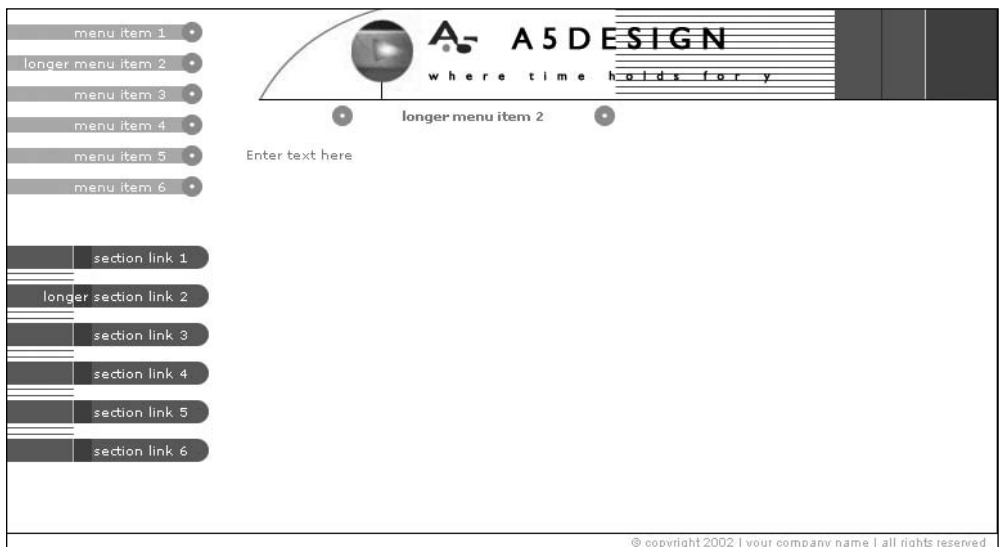 menu item 1
longer menu item 2
menu item 3
menu item 4
menu item 5
menu item 6
section link 1
longer section link 2
section link 3
section link 4
section link 5
section link 6
A5 A5DESIGN
where time holds for y
longer menu item 2
Enter text here
© copyright 2002 | your company name | all rights reserved